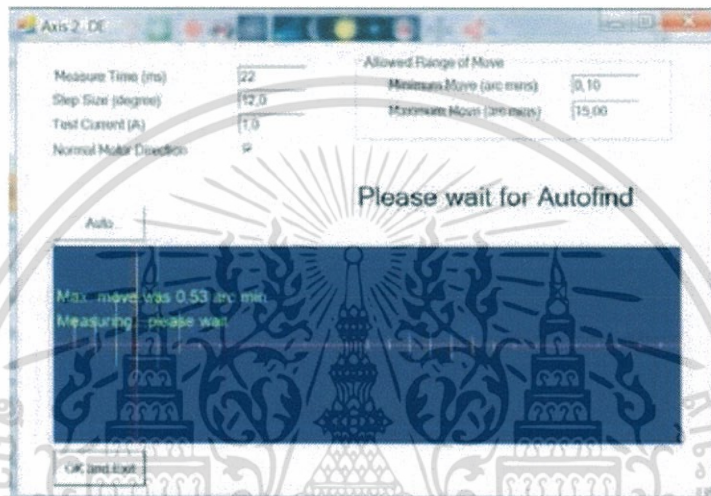 Axis 2 DE
Measure Time (ms) 22
Step Size (degree) 12,0
Test Current (A) 1,0
Normal Motor Direction
Allowed Range of Move
Minimum Move (arc mins) 0,10
Maximum Move (arc mins) 15,00
Please wait for Autofind
Auto
Max move was 0,53 arc min
Measuring please wait
OK and Exit